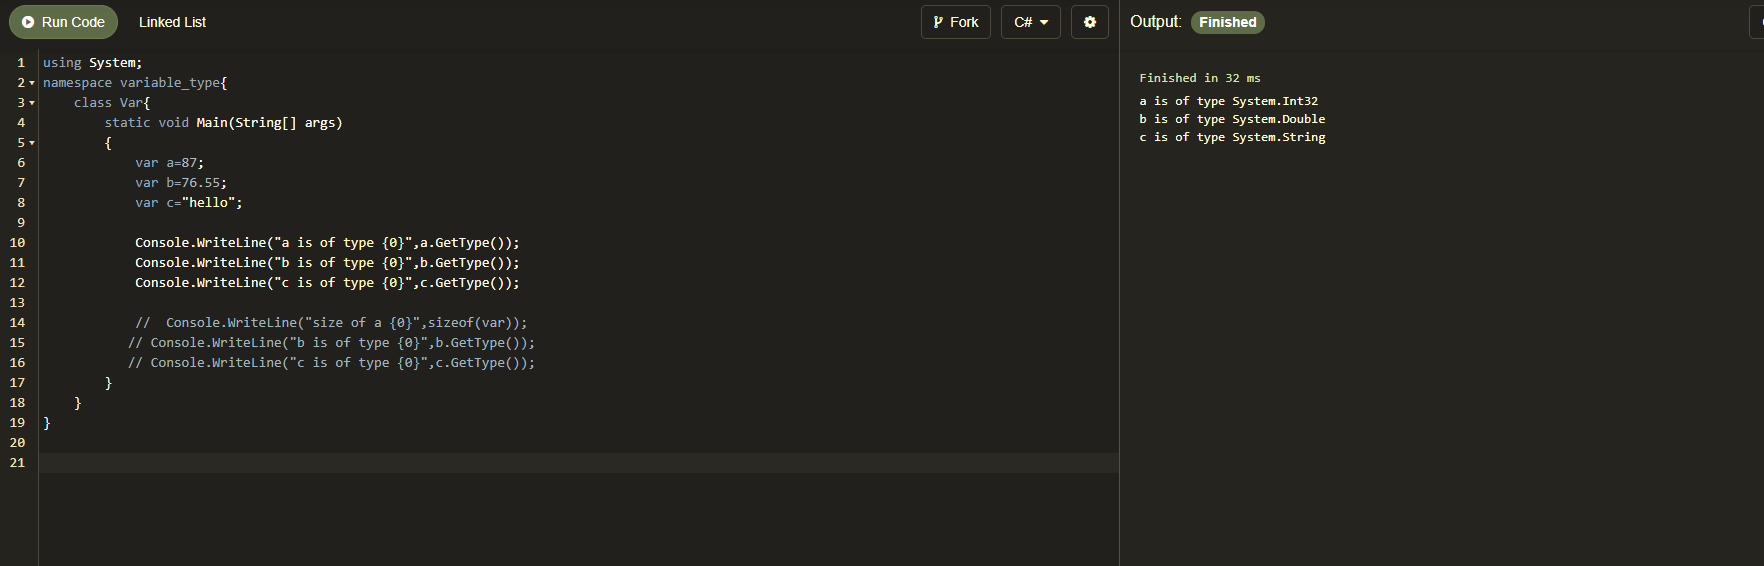 Run Code Linked List Fork C# Output: Finished
1 using System;
2 namespace variable_type{
3 class Var{
4 static void Main(String[] args)
5 {
6 var a=87;
7 var b=76.55;
8 var c="hello";
9
10 Console.WriteLine("a is of type {0}",a.GetType());
11 Console.WriteLine("b is of type {0}",b.GetType());
12 Console.WriteLine("c is of type {0}",c.GetType());
13
14 //  Console.WriteLine("size of a {0}",sizeof(var));
15 // Console.WriteLine("b is of type {0}",b.GetType());
16 // Console.WriteLine("c is of type {0}",c.GetType());
17 }
18 }
19 }
20
21
Finished in 32 ms
a is of type System.Int32
b is of type System.Double
c is of type System.String